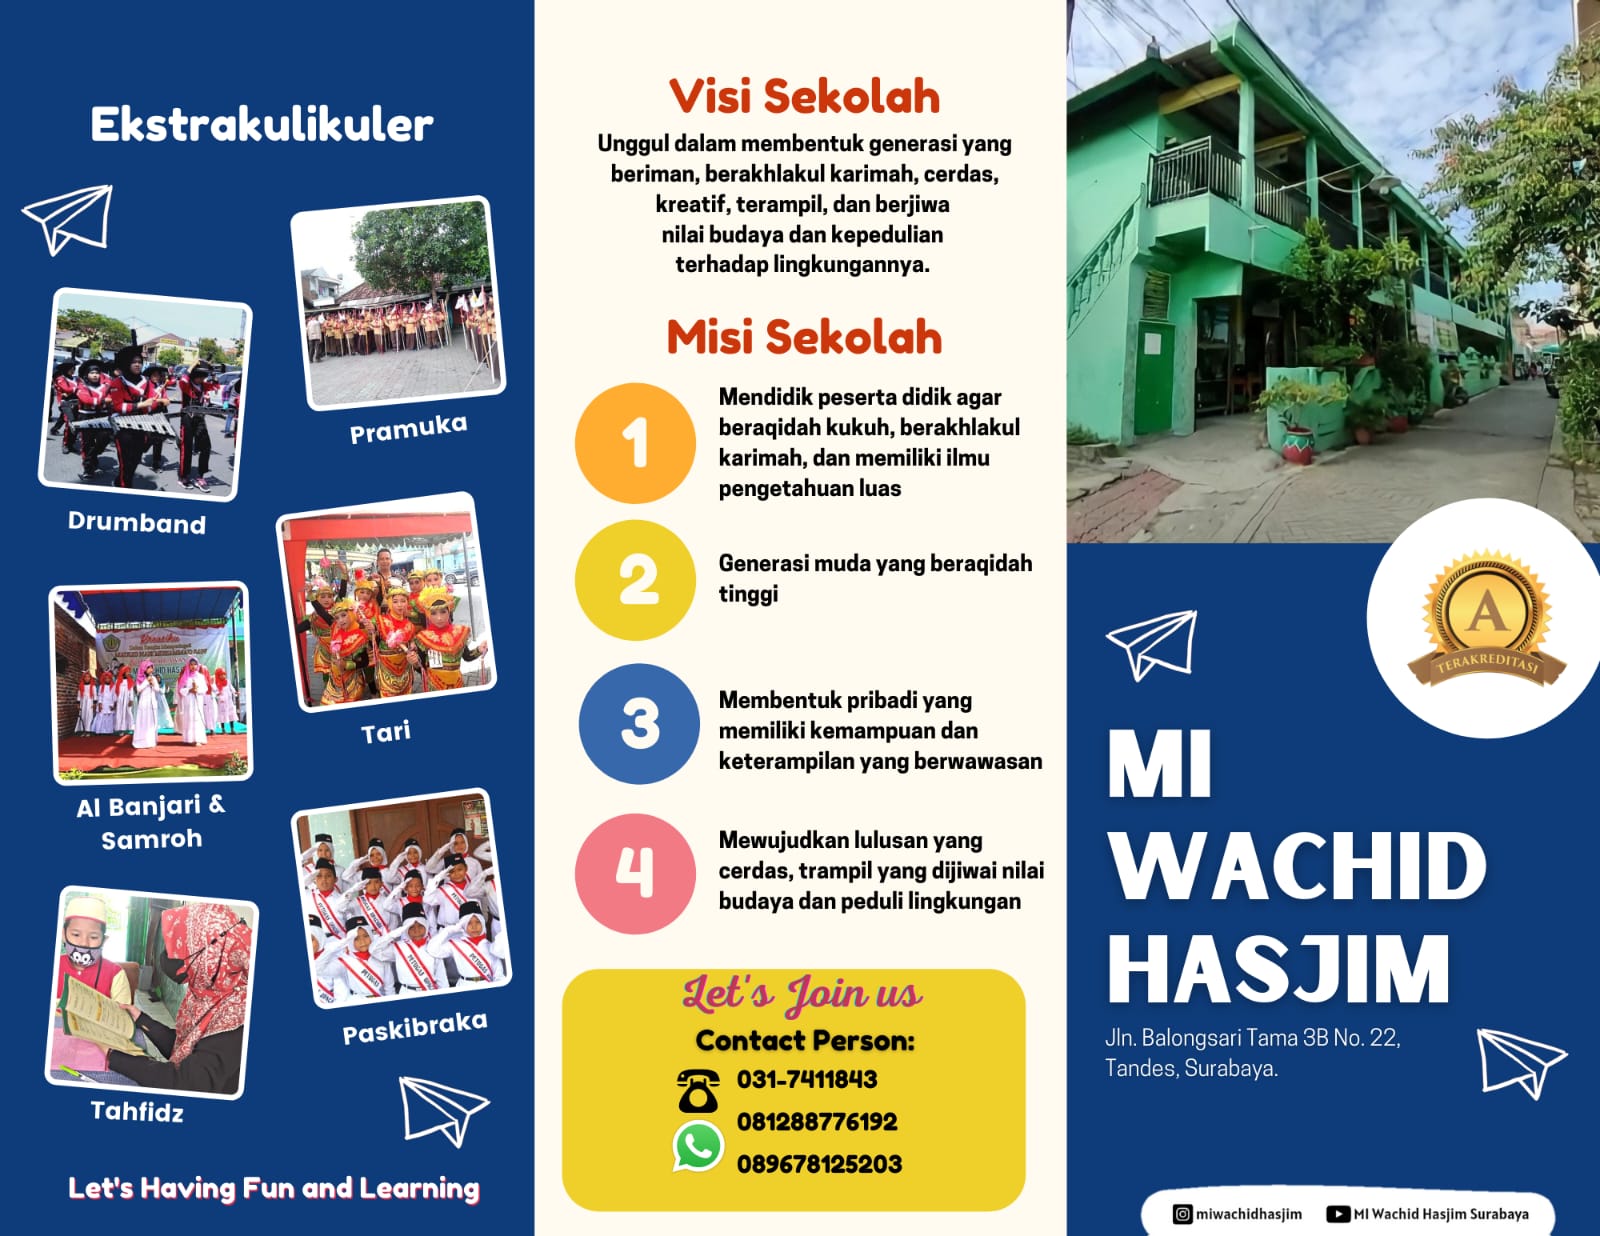 Ekstrakulikuler
Pramuka
Drumband
Tari
Al Banjari &
Samroh
Paskibraka
Tahfidz
Let's Having Fun and Learning
Visi Sekolah
Unggul dalam membentuk generasi yang
beriman, berakhlakul karimah, cerdas,
kreatif, terampil, dan berjiwa
nilai budaya dan kepedulian
terhadap lingkungannya.
Misi Sekolah
1
Mendidik peserta didik agar
beraqidah kukuh, berakhlakul
karimah, dan memiliki ilmu
pengetahuan luas
2
Generasi muda yang beraqidah
tinggi
3
Membentuk pribadi yang
memiliki kemampuan dan
keterampilan yang berwawasan
4
Mewujudkan lulusan yang
cerdas, trampil yang dijiwai nilai
budaya dan peduli lingkungan
Let's Join us
Contact Person:
031-7411843
081288776192
089678125203
A
TERAKREDITASI
MI
WACHID
HASJIM
Jln. Balongsari Tama 3B No. 22,
Tandes, Surabaya.
miwachidhasjim
MI Wachid Hasjim Surabaya